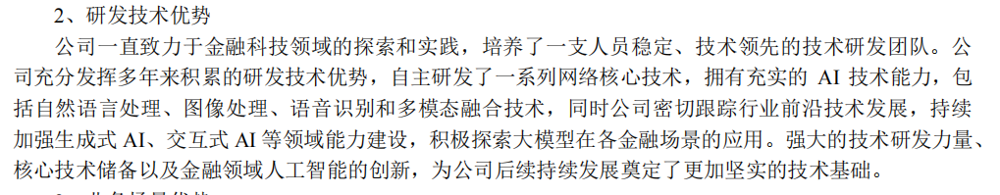 2、研发技术优势
公司一直致力于金融科技领域的探索和实践，培养了一支人员稳定、技术领先的技术研发团队。公
司充分发挥多年来积累的研发技术优势，自主研发了一系列网络核心技术，拥有充实的 AI 技术能力，包
括自然语言处理、图像处理、语音识别和多模态融合技术，同时公司密切跟踪行业前沿技术发展，持续
加强生成式 AI、交互式 AI 等领域能力建设，积极探索大模型在各金融场景的应用。强大的技术研发力量、
核心技术储备以及金融领域人工智能的创新，为公司后续持续发展奠定了更加坚实的技术基础。